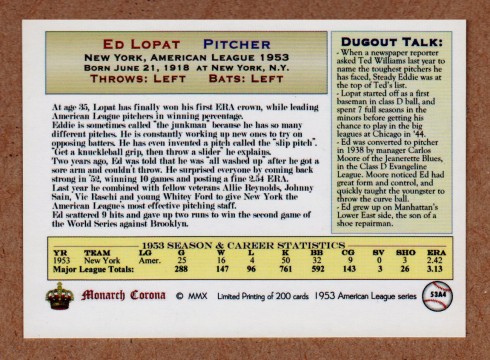 Ed Lopat Pitcher
New York, American League 1953
Born June 21, 1918 at New York, N.Y.
Throws: Left Bats: Left
At age 35, Lopat has finally won his first ERA crown, while leading
American League pitchers in winning percentage.
Eddie is sometimes called "the junkman" because he has so many
different pitches. He is constantly working up new ones to try on
opposing batters. He has even invented a pitch called the "slip pitch".
"Get a knuckleball grip, then throw a slider" he explains.
Two years ago, Ed was told that he was "all washed up" after he got a
sore arm and couldn't throw. He surprised everyone by coming back
strong in '52, winning 10 games and posting a fine 2.54 ERA.
Last year he combined with fellow veterans Allie Reynolds, Johnny
Sain, Vic Raschi and young Whitey Ford to give New York the
American League's most effective pitching staff.
Ed scattered 9 hits and gave up two runs to win the second game of
the World Series against Brooklyn.
Dugout Talk:
- When a newspaper reporter
asked Ted Williams last year to
name the toughest pitchers he
has faced, Steady Eddie was at
the top of Ted's list.
- Lopat started off as a first
baseman in class D ball, and
spent 7 full seasons in the
minors before getting his
chance to play in the big
leagues at Chicago in '44.
- Ed was converted to pitcher
in 1938 by manager Carlos
Moore of the Jeanerette Blues,
in the Class D Evangeline
League. Moore noticed Ed had
great form and control, and
quickly taught the youngster to
throw the curve ball.
- Ed grew up on Manhattan's
Lower East side, the son of a
shoe repairman.
1953 SEASON & CAREER STATISTICS
YR TEAM LG G W L K BB CG SV SHO ERA
1953 New York Amer. 25 16 4 50 32 9 0 3 2.42
Major League Totals: 288 147 96 761 592 143 3 26 3.13
Monarch Corona © MMX Limited Printing of 200 cards 1953 American League series 53A4